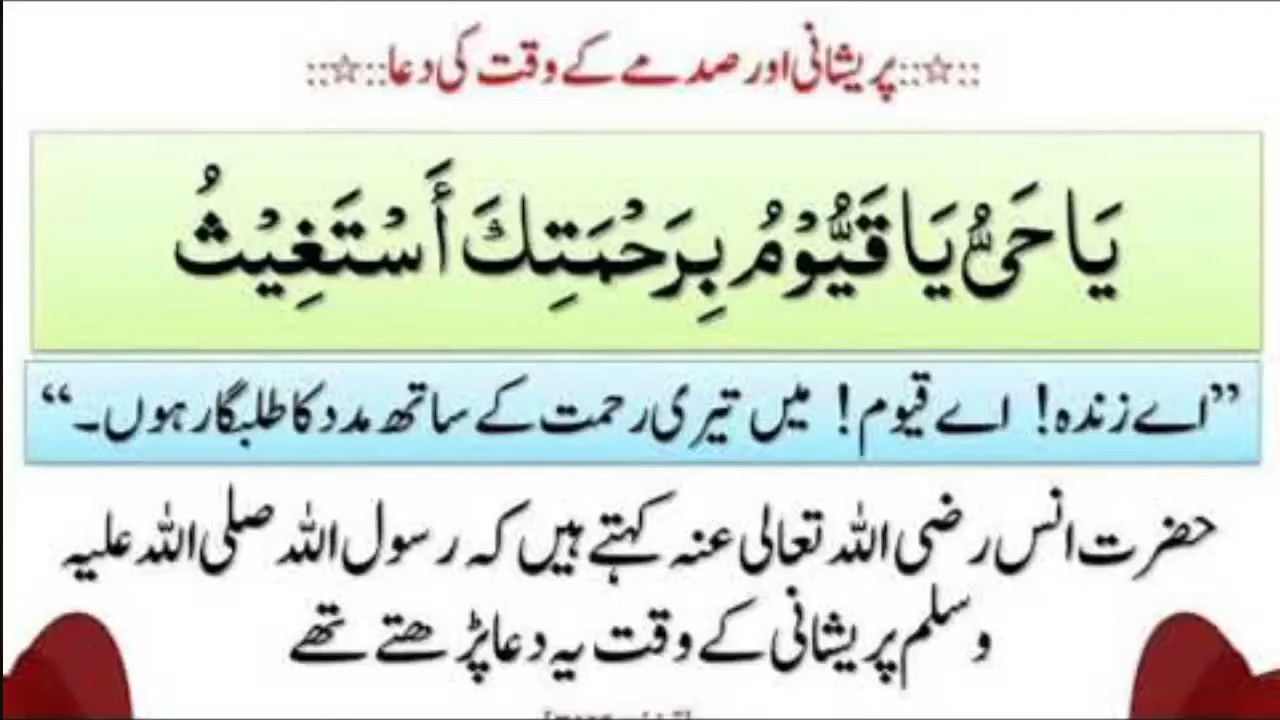 ::☆::پریشانی اور صدمے کے وقت کی دعا::☆::
يَا حَيُّ يَا قَيُّوْمُ بِرَحْمَتِكَ أَسْتَغِيْثُ
”اے زندہ! اے قیوم! میں تیری رحمت کے ساتھ مدد کا طلبگار ہوں۔“
حضرت انس رضی اللہ تعالی عنہ کہتے ہیں کہ رسول اللہ صلی اللہ علیہ
وسلم پریشانی کے وقت یہ دعا پڑھتے تھے